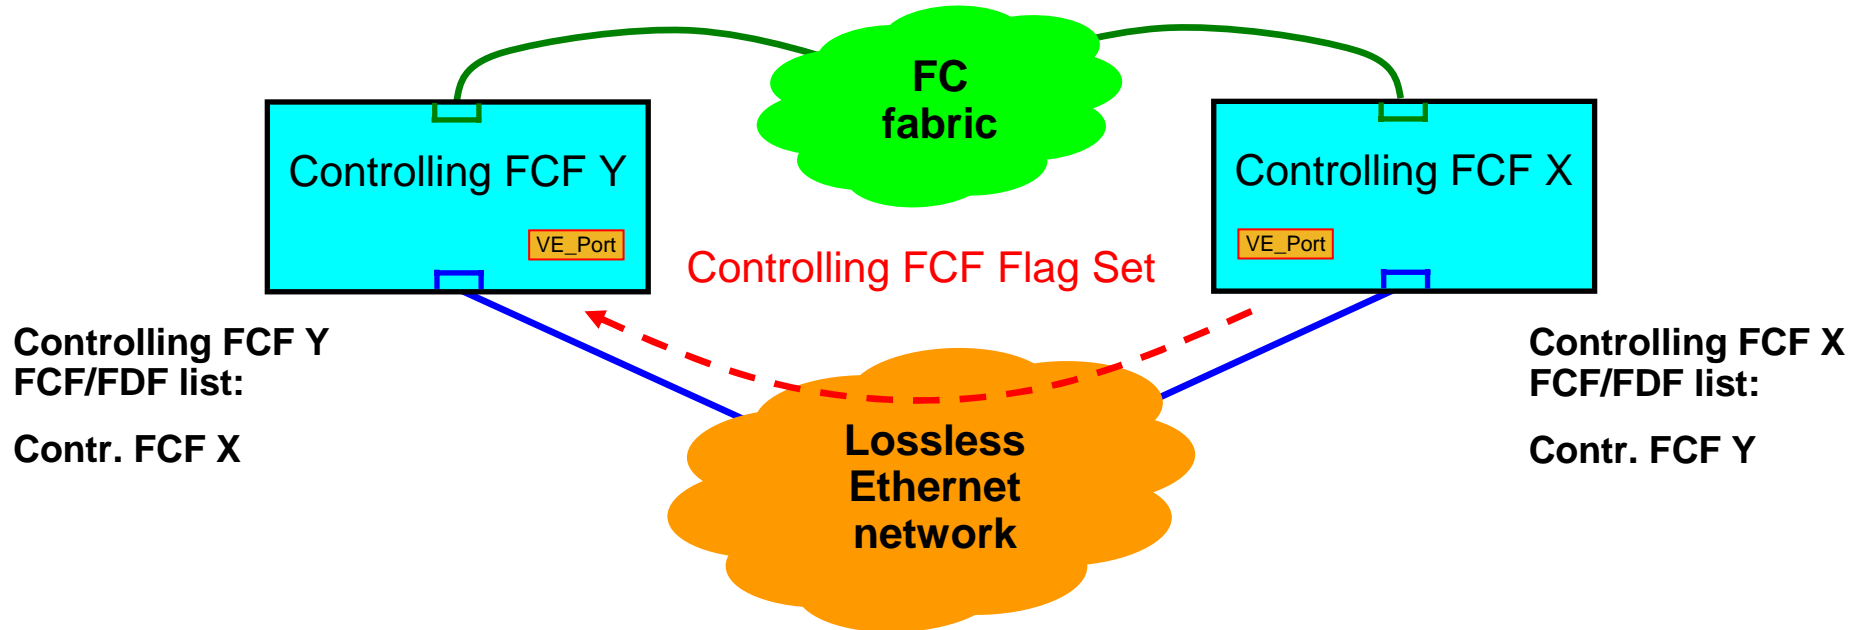 FC
fabric
Controlling FCF Y
VE_Port
Controlling FCF X
VE_Port
Controlling FCF Flag Set
Controlling FCF Y
FCF/FDF list:
Contr. FCF X
Lossless
Ethernet
network
Controlling FCF X
FCF/FDF list:
Contr. FCF Y